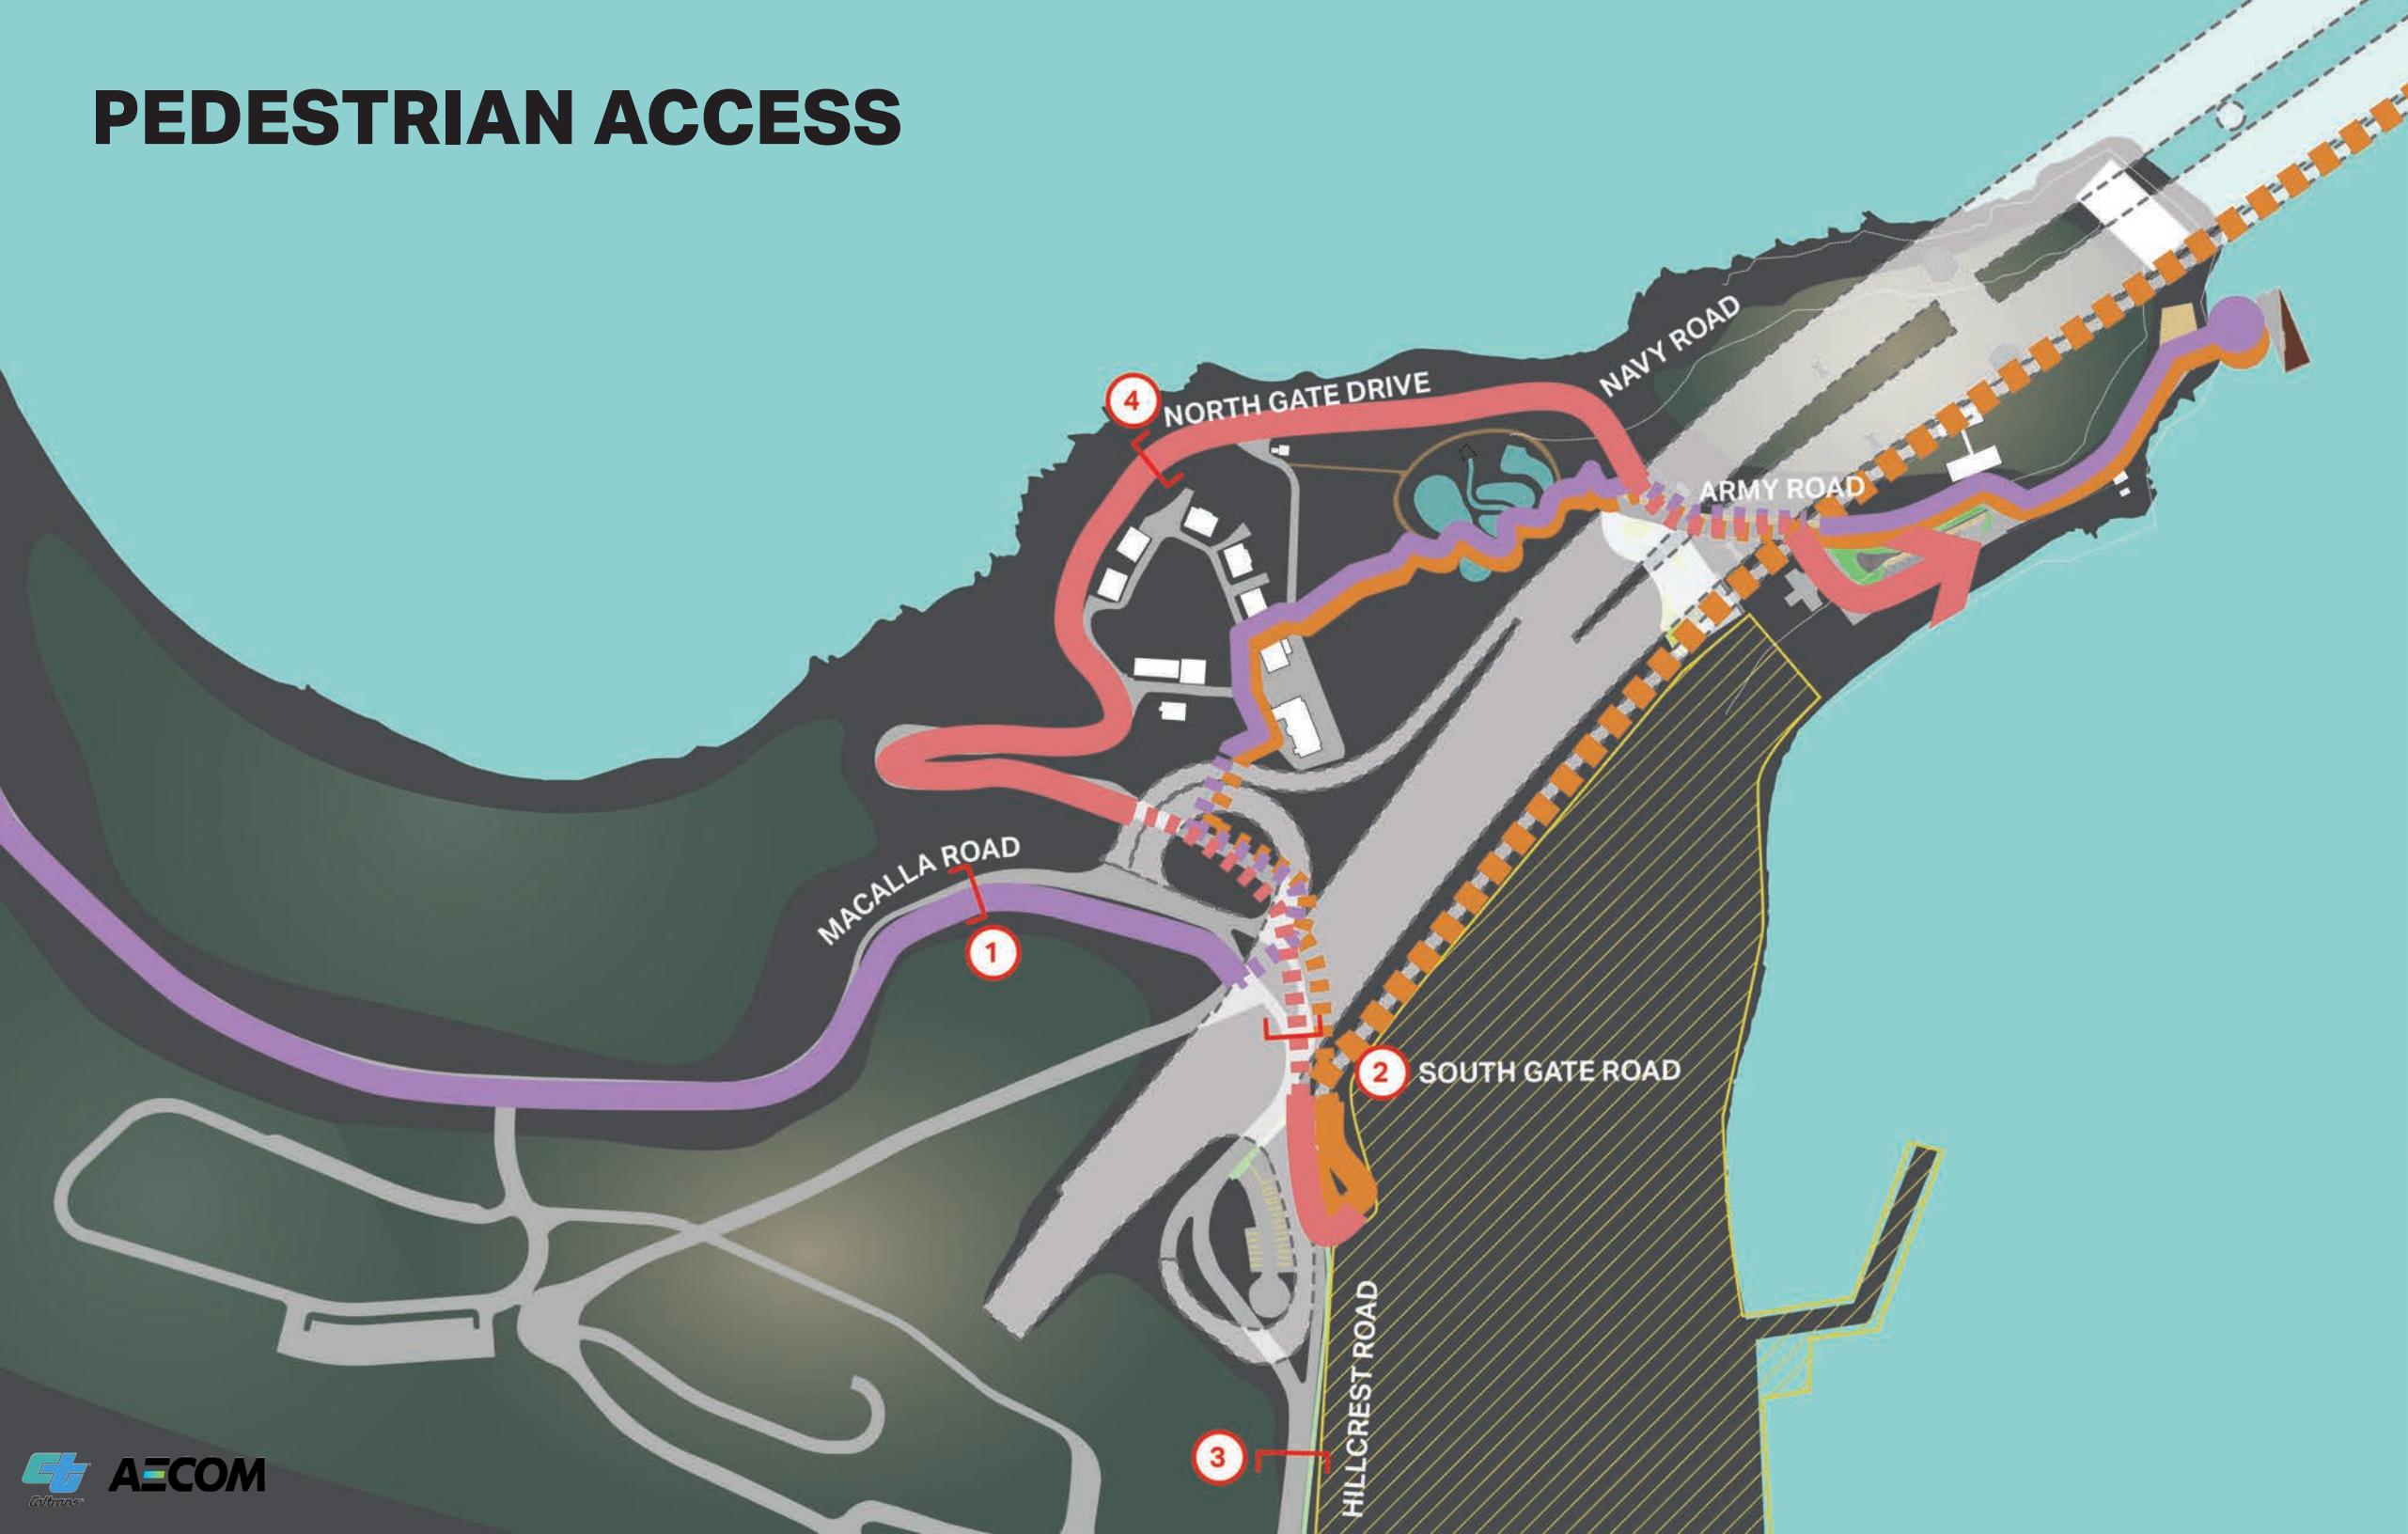 PEDESTRIAN ACCESS
NAVY ROAD
4
NORTH GATE DRIVE
ARMY ROAD
MACALLA ROAD
1
2
SOUTH GATE ROAD
HILLCREST ROAD
3
Caltrans
AECOM